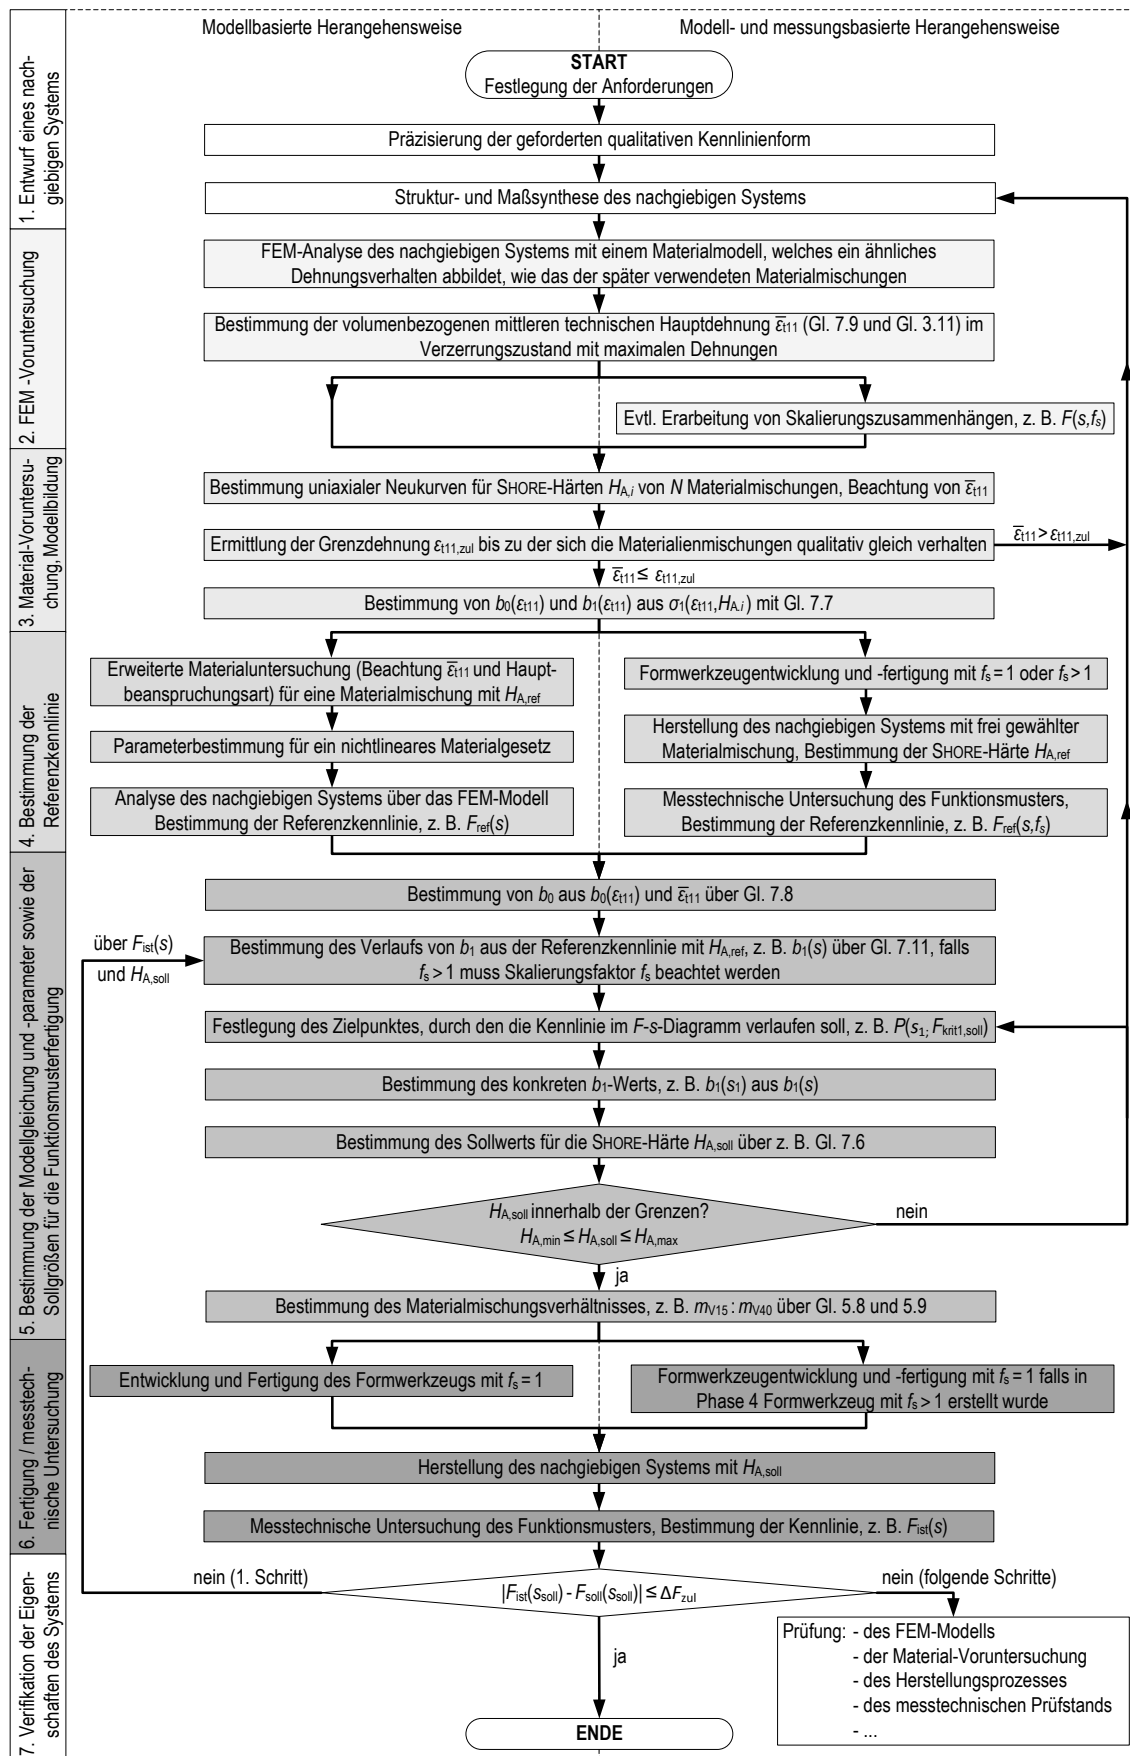 Modellbasierte Herangehensweise
Modell- und messungsbasierte Herangehensweise
1. Entwurf eines nach-
giebigen Systems
START
Festlegung der Anforderungen
Präzisierung der geforderten qualitativen Kennlinienform
Struktur- und Maßsynthese des nachgiebigen Systems
2. FEM -Voruntersuchung
FEM-Analyse des nachgiebigen Systems mit einem Materialmodell, welches ein ähnliches
Dehnungsverhalten abbildet, wie das der später verwendeten Materialmischungen
Bestimmung der volumenbezogenen mittleren technischen Hauptdehnung ε̅t11 (Gl. 7.9 und Gl. 3.11) im
Verzerrungszustand mit maximalen Dehnungen
Evtl. Erarbeitung von Skalierungszusammenhängen, z. B. F(s,fs)
3. Material-Voruntersu-
chung, Modellbildung
Bestimmung uniaxialer Neukurven für SHORE-Härten HA,i von N Materialmischungen, Beachtung von ε̅t11
Ermittlung der Grenzdehnung εt11,zul bis zu der sich die Materialienmischungen qualitativ gleich verhalten
ε̅t11 > εt11,zul
ε̅t11 ≤ εt11,zul
Bestimmung von b0(εt11) und b1(εt11) aus σ1(εt11,HA,i) mit Gl. 7.7
4. Bestimmung der
Referenzkennlinie
Erweiterte Materialuntersuchung (Beachtung ε̅t11 und Haupt-
beanspruchungsart) für eine Materialmischung mit HA,ref
Parameterbestimmung für ein nichtlineares Materialgesetz
Analyse des nachgiebigen Systems über das FEM-Modell
Bestimmung der Referenzkennlinie, z. B. Fref(s)
Formwerkzeugentwicklung und -fertigung mit fs = 1 oder fs > 1
Herstellung des nachgiebigen Systems mit frei gewählter
Materialmischung, Bestimmung der SHORE-Härte HA,ref
Messtechnische Untersuchung des Funktionsmusters,
Bestimmung der Referenzkennlinie, z. B. Fref(s,fs)
5. Bestimmung der Modellgleichung und -parameter sowie der
Sollgrößen für die Funktionsmusterfertigung
Bestimmung von b0 aus b0(εt11) und ε̅t11 über Gl. 7.8
über Fist(s)
und HA,soll
Bestimmung des Verlaufs von b1 aus der Referenzkennlinie mit HA,ref, z. B. b1(s) über Gl. 7.11, falls
fs > 1 muss Skalierungsfaktor fs beachtet werden
Festlegung des Zielpunktes, durch den die Kennlinie im F-s-Diagramm verlaufen soll, z. B. P(s1; Fkrit1,soll)
Bestimmung des konkreten b1-Werts, z. B. b1(s1) aus b1(s)
Bestimmung des Sollwerts für die SHORE-Härte HA,soll über z. B. Gl. 7.6
HA,soll innerhalb der Grenzen?
HA,min ≤ HA,soll ≤ HA,max
nein
ja
Bestimmung des Materialmischungsverhältnisses, z. B. mV15 : mV40 über Gl. 5.8 und 5.9
6. Fertigung / messtech-
nische Untersuchung
Entwicklung und Fertigung des Formwerkzeugs mit fs = 1
Formwerkzeugentwicklung und -fertigung mit fs = 1 falls in
Phase 4 Formwerkzeug mit fs > 1 erstellt wurde
Herstellung des nachgiebigen Systems mit HA,soll
Messtechnische Untersuchung des Funktionsmusters, Bestimmung der Kennlinie, z. B. Fist(s)
7. Verifikation der Eigen-
schaften des Systems
nein (1. Schritt)
|Fist(ssoll) - Fsoll(ssoll)| ≤ ΔFzul
nein (folgende Schritte)
ja
Prüfung: - des FEM-Modells
- der Material-Voruntersuchung
- des Herstellungsprozesses
- des messtechnischen Prüfstands
- ...
ENDE